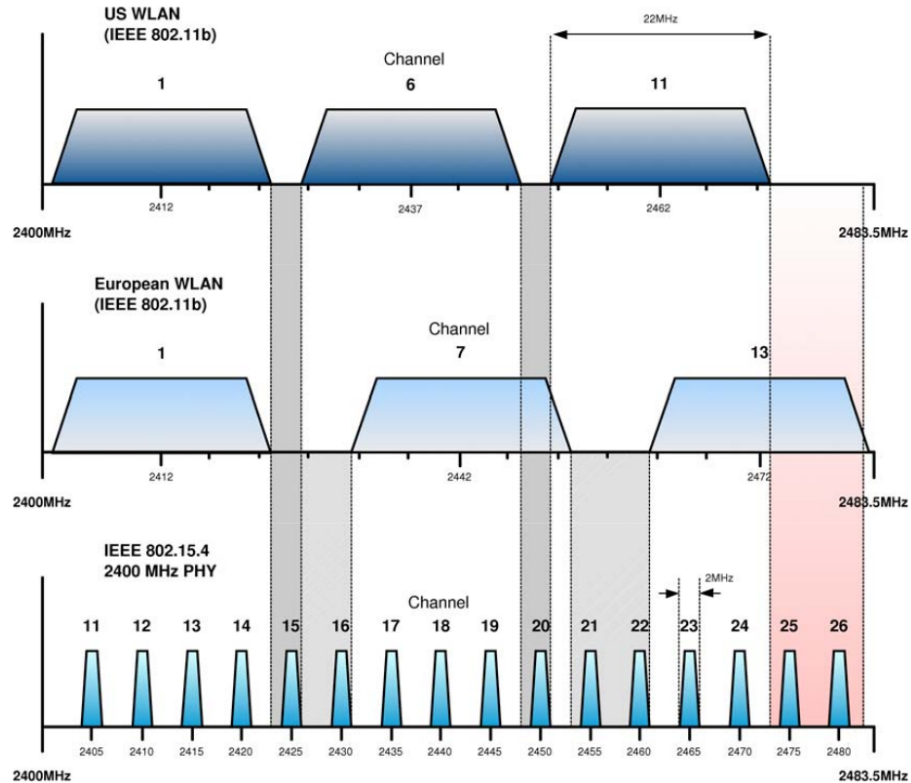 US WLAN
(IEEE 802.11b)
22MHz
Channel
1 6 11
2412 2437 2462
2400MHz 2483.5MHz
European WLAN
(IEEE 802.11b)
Channel
1 7 13
2412 2442 2472
2400MHz 2483.5MHz
IEEE 802.15.4
2400 MHz PHY
2MHz
Channel
11 12 13 14 15 16 17 18 19 20 21 22 23 24 25 26
2405 2410 2415 2420 2425 2430 2435 2440 2445 2450 2455 2460 2465 2470 2475 2480
2400MHz 2483.5MHz